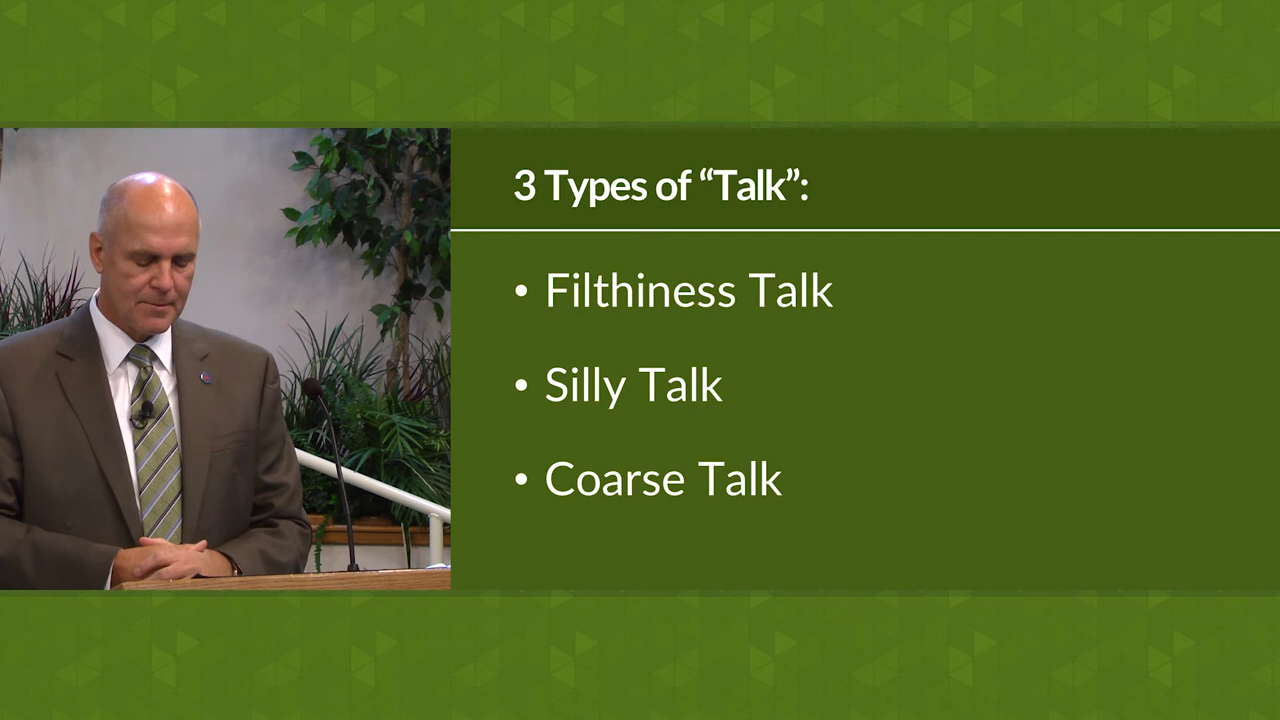 3 Types of “Talk”:
• Filthiness Talk
• Silly Talk
• Coarse Talk